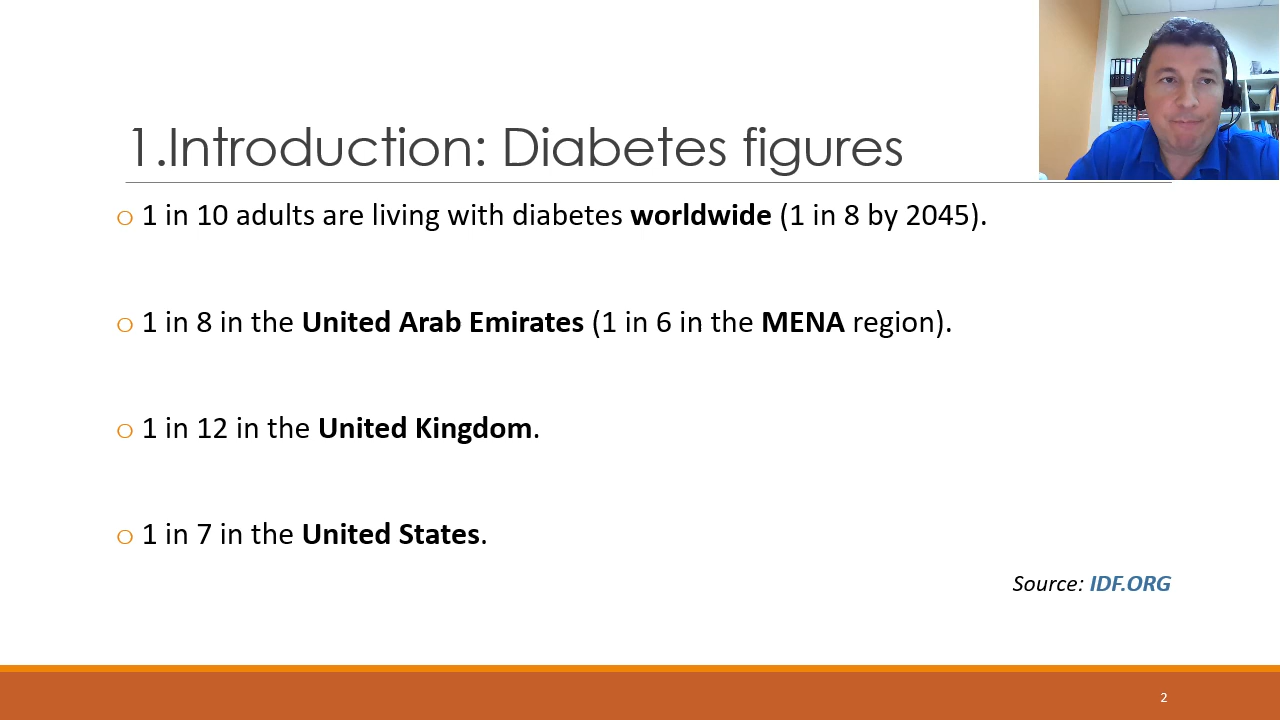 1.Introduction: Diabetes figures
o 1 in 10 adults are living with diabetes worldwide (1 in 8 by 2045).
o 1 in 8 in the United Arab Emirates (1 in 6 in the MENA region).
o 1 in 12 in the United Kingdom.
o 1 in 7 in the United States.
Source: IDF.ORG
2